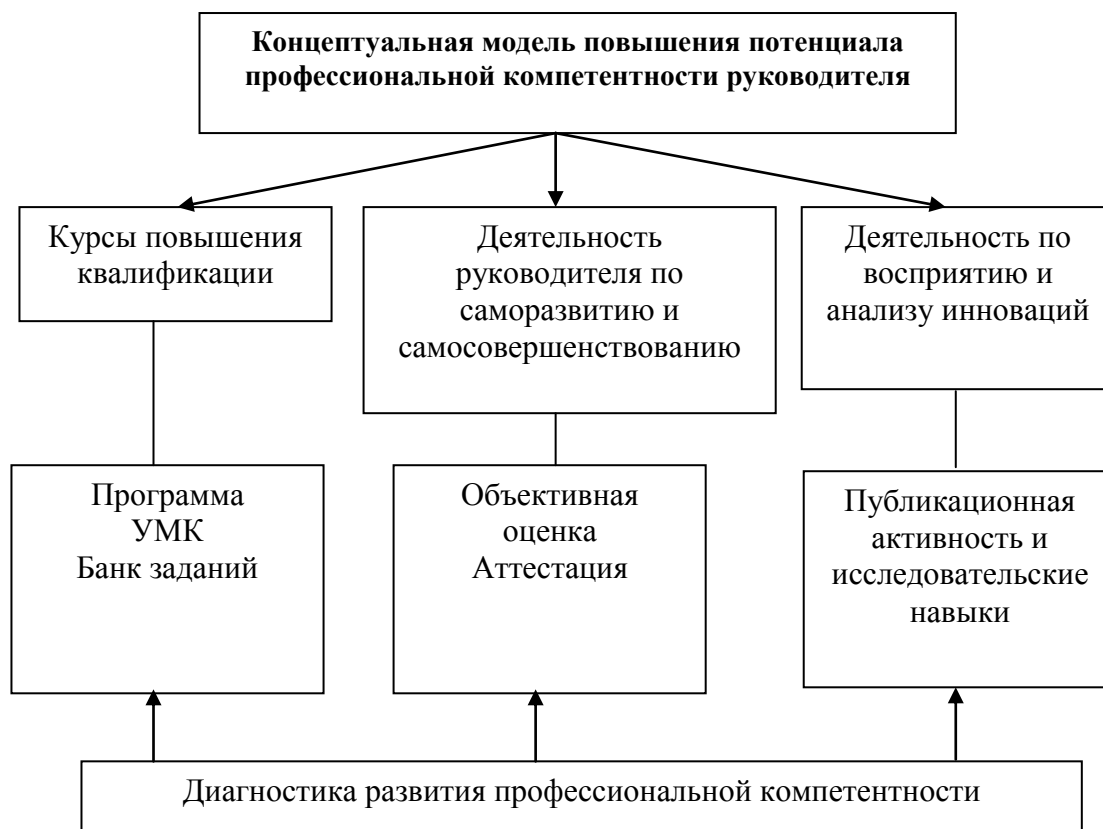 Концептуальная модель повышения потенциала
профессиональной компетентности руководителя
Курсы повышения
квалификации
Деятельность
руководителя по
саморазвитию и
самосовершенствованию
Деятельность по
восприятию и
анализу инноваций
Программа
УМК
Банк заданий
Объективная
оценка
Аттестация
Публикационная
активность и
исследовательские
навыки
Диагностика развития профессиональной компетентности